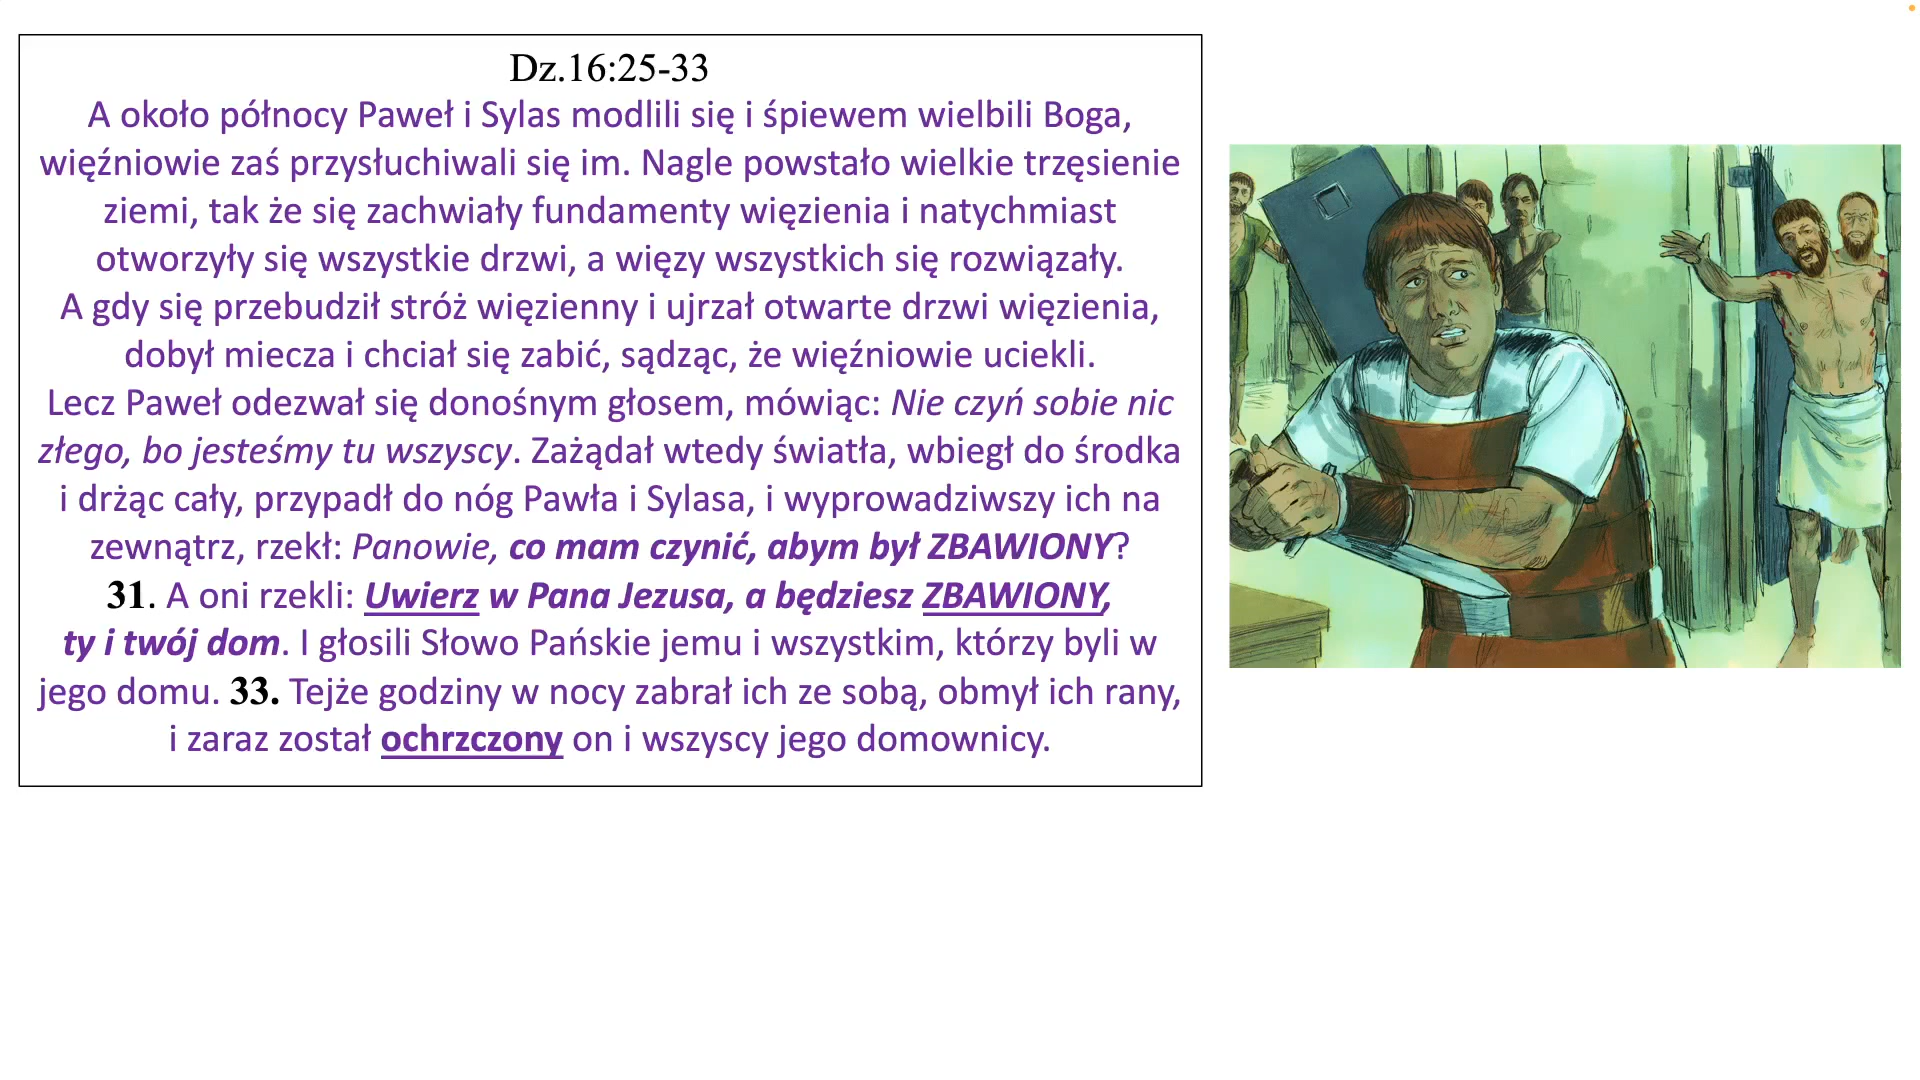 Dz.16:25-33
A około północy Paweł i Sylas modlili się i śpiewem wielbili Boga,
więźniowie zaś przysłuchiwali się im. Nagle powstało wielkie trzęsienie
ziemi, tak że się zachwiały fundamenty więzienia i natychmiast
otworzyły się wszystkie drzwi, a więzy wszystkich się rozwiązały.
A gdy się przebudził stróż więzienny i ujrzał otwarte drzwi więzienia,
dobył miecza i chciał się zabić, sądząc, że więźniowie uciekli.
Lecz Paweł odezwał się donośnym głosem, mówiąc: Nie czyń sobie nic
złego, bo jesteśmy tu wszyscy. Zażądał wtedy światła, wbiegł do środka
i drżąc cały, przypadł do nóg Pawła i Sylasa, i wyprowadziwszy ich na
zewnątrz, rzekł: Panowie, co mam czynić, abym był ZBAWIONY?
31. A oni rzekli: Uwierz w Pana Jezusa, a będziesz ZBAWIONY,
ty i twój dom. I głosili Słowo Pańskie jemu i wszystkim, którzy byli w
jego domu. 33. Tejże godziny w nocy zabrał ich ze sobą, obmył ich rany,
i zaraz został ochrzczony on i wszyscy jego domownicy.